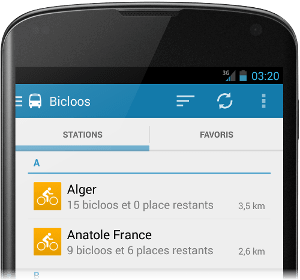 3G 03:20
Bicloos
STATIONS FAVORIS
A
Alger
15 bicloos et 0 place restants 3,5 km
Anatole France
9 bicloos et 6 places restants 2,6 km
B